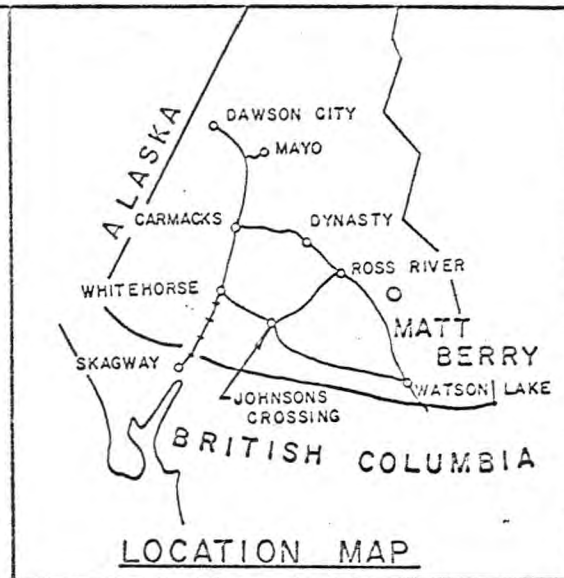 DAWSON CITY
MAYO
ALASKA
CARMACKS
DYNASTY
ROSS RIVER
WHITEHORSE
MATT
BERRY
SKAGWAY
WATSON LAKE
JOHNSONS
CROSSING
BRITISH COLUMBIA
LOCATION MAP